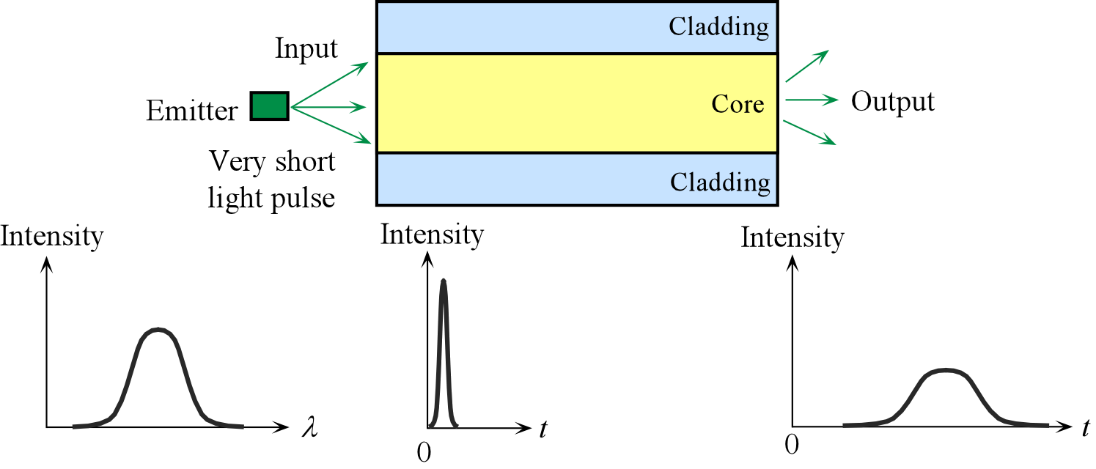 Cladding
Input
Emitter
Core
Output
Very short
light pulse
Cladding
Intensity
λ
Intensity
0
t
Intensity
0
t